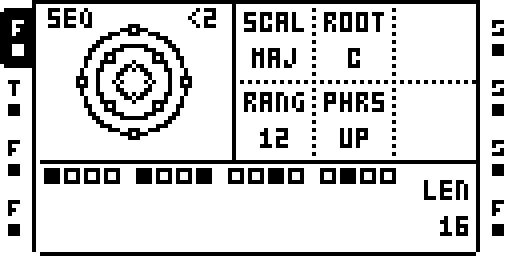 SEQ <2
SCAL ROOT
MAJ C
RANG PHRS
12 UP
LEN
16
F
T
F
F
S
S
S
F